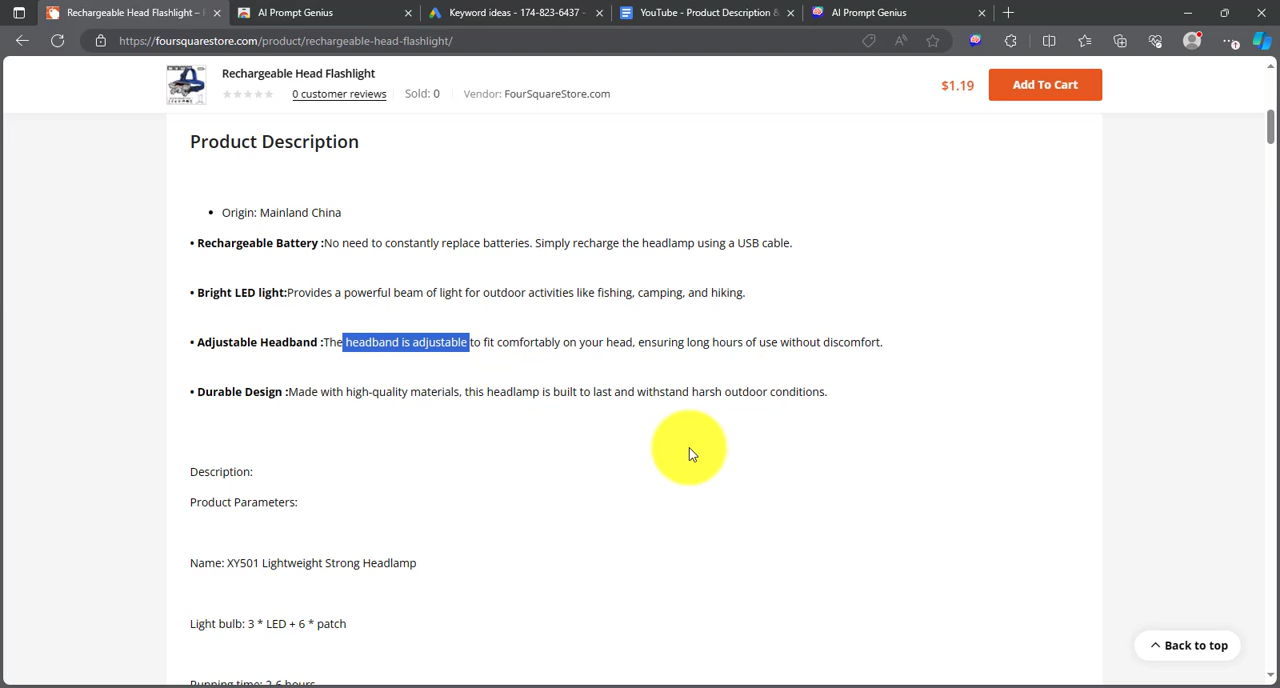 Rechargeable Head Flashlight –
AI Prompt Genius
Keyword ideas - 174-823-6437 -
YouTube - Product Description &
AI Prompt Genius
https://foursquarestore.com/product/rechargeable-head-flashlight/
Rechargeable Head Flashlight
0 customer reviews
Sold: 0
Vendor: FourSquareStore.com
$1.19
Add To Cart
Product Description
• Origin: Mainland China
• Rechargeable Battery :No need to constantly replace batteries. Simply recharge the headlamp using a USB cable.
• Bright LED light:Provides a powerful beam of light for outdoor activities like fishing, camping, and hiking.
• Adjustable Headband :The headband is adjustable to fit comfortably on your head, ensuring long hours of use without discomfort.
• Durable Design :Made with high-quality materials, this headlamp is built to last and withstand harsh outdoor conditions.
Description:
Product Parameters:
Name: XY501 Lightweight Strong Headlamp
Light bulb: 3 * LED + 6 * patch
Running time: 2-6 hours
Back to top